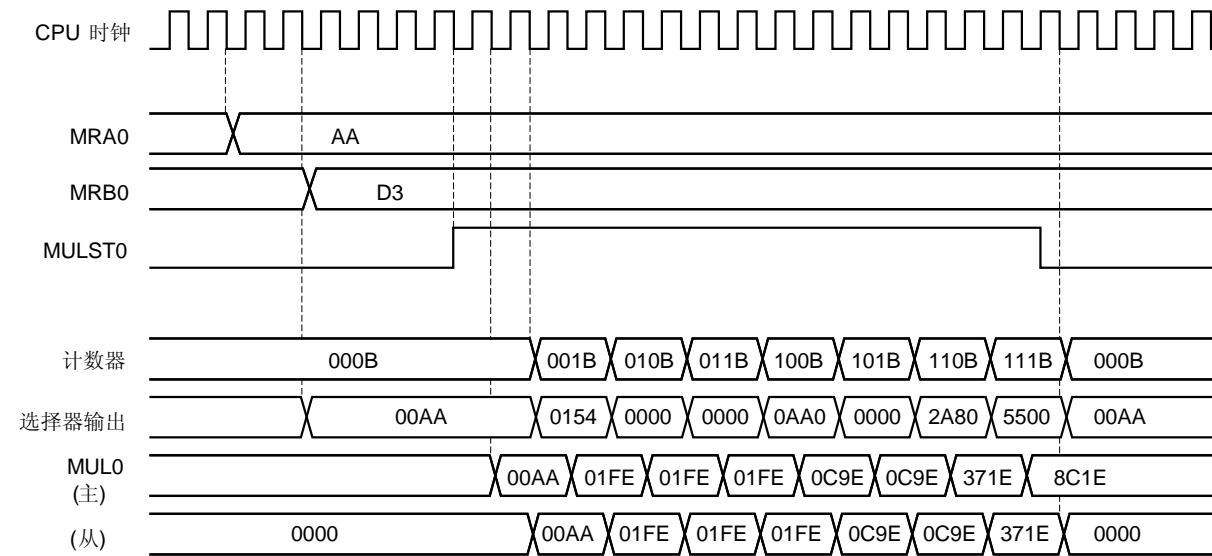 CPU 时钟
MRA0 AA
MRB0 D3
MULST0
计数器 000B 001B 010B 011B 100B 101B 110B 111B 000B
选择器输出 00AA 0154 0000 0000 0AA0 0000 2A80 5500 00AA
MUL0
(主) 00AA 01FE 01FE 01FE 0C9E 0C9E 371E 8C1E
(从) 0000 00AA 01FE 01FE 01FE 0C9E 0C9E 371E 0000